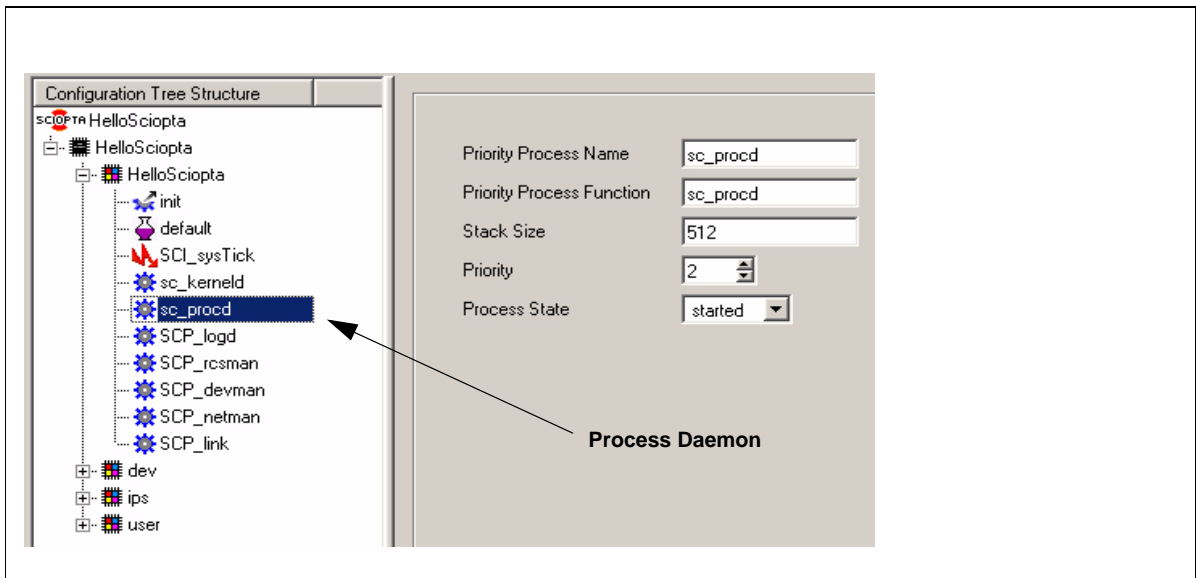 Configuration Tree Structure
SCIOPTA HelloSciopta
HelloSciopta
HelloSciopta
init
default
SCI_sysTick
sc_kerneld
sc_procd
SCP_logd
SCP_rcsman
SCP_devman
SCP_netman
SCP_link
dev
ips
user
Priority Process Name sc_procd
Priority Process Function sc_procd
Stack Size 512
Priority 2
Process State started
Process Daemon